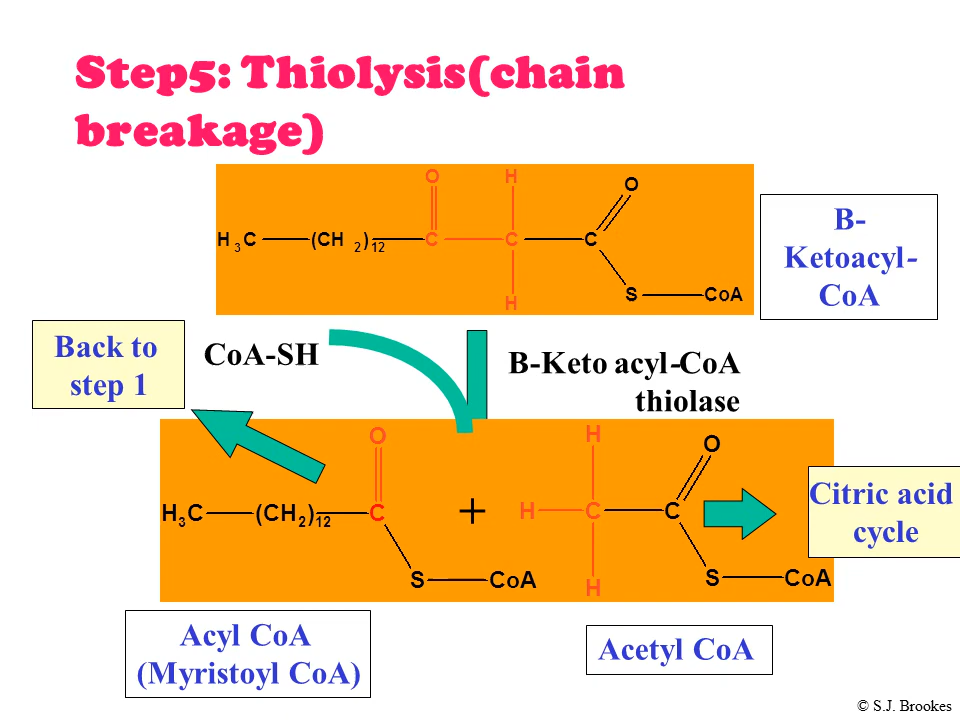 Step5: Thiolysis(chain
breakage)
O H O
H3C (CH2)12 C C C
H S CoA
B-
Ketoacyl-
CoA
Back to
step 1
CoA-SH
B-Keto acyl-CoA
thiolase
O H O
H3C (CH2)12 C + H C C
S CoA H S CoA
Citric acid
cycle
Acyl CoA
(Myristoyl CoA)
Acetyl CoA
© S.J. Brookes